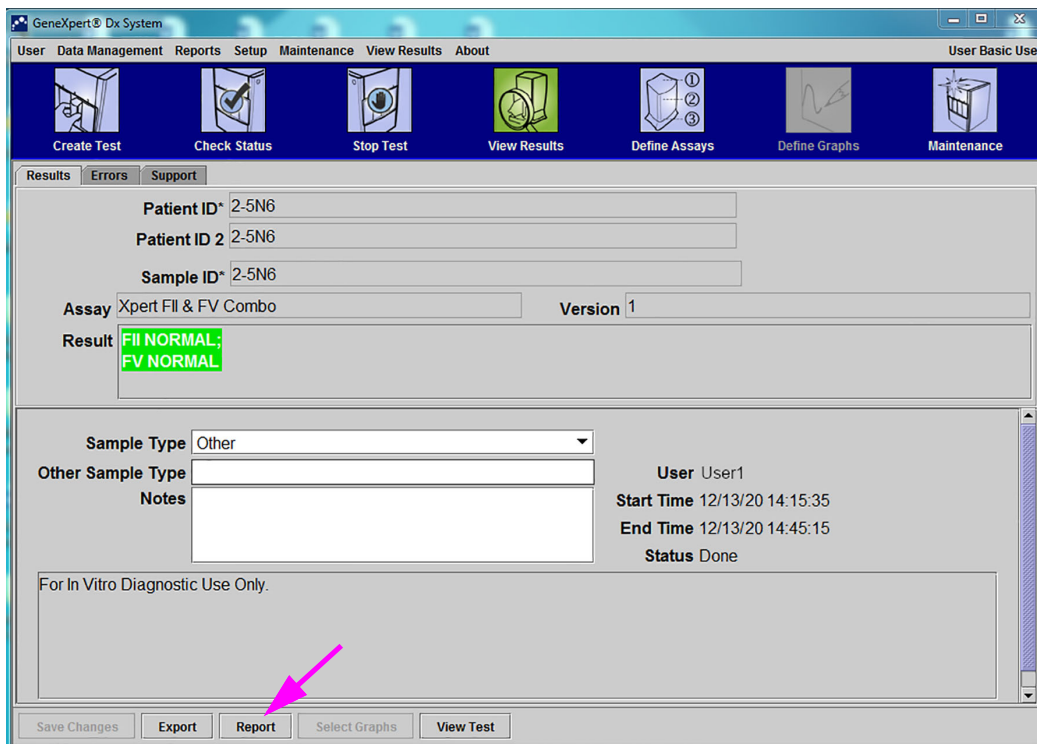 GeneXpert® Dx System
User Data Management Reports Setup Maintenance View Results About User Basic Use
① ② ③
Create Test Check Status Stop Test View Results Define Assays Define Graphs Maintenance
Results Errors Support
Patient ID* 2-5N6
Patient ID 2 2-5N6
Sample ID* 2-5N6
Assay Xpert FII & FV Combo Version 1
Result FII NORMAL;
FV NORMAL
Sample Type Other
Other Sample Type User User1
Notes Start Time 12/13/20 14:15:35
End Time 12/13/20 14:45:15
Status Done
For In Vitro Diagnostic Use Only.
Save Changes Export Report Select Graphs View Test